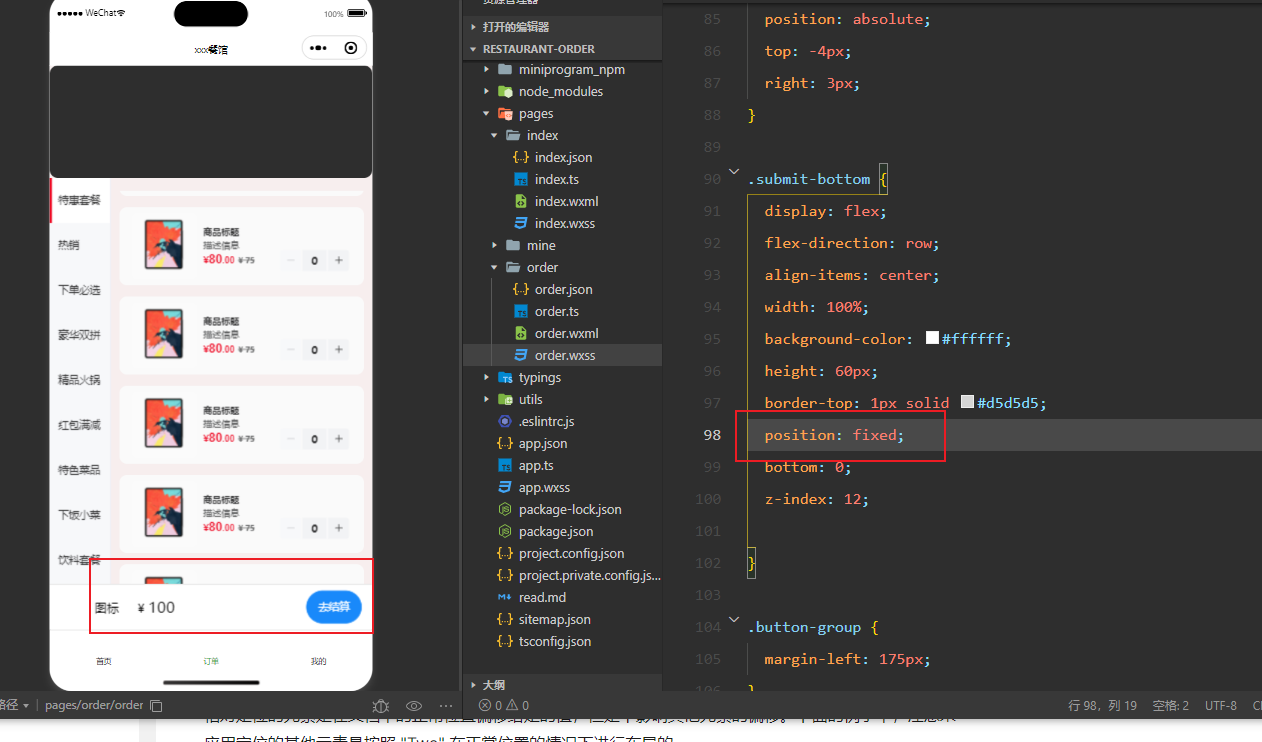 WeChat
100%
xxx餐馆
特惠套餐
热销
下单必选
豪华双拼
精品火锅
红包满减
特色菜品
下饭小菜
饮料套餐
商品标题
描述信息
¥80.00 ¥75
0
商品标题
描述信息
¥80.00 ¥75
0
商品标题
描述信息
¥80.00 ¥75
0
商品标题
描述信息
¥80.00 ¥75
0
图标
¥ 100
去结算
首页
订单
我的
路径
pages/order/order
资源管理器
打开的编辑器
RESTAURANT-ORDER
miniprogram_npm
node_modules
pages
index
index.json
index.ts
index.wxml
index.wxss
mine
order
order.json
order.ts
order.wxml
order.wxss
typings
utils
.eslintrc.js
app.json
app.ts
app.wxss
package-lock.json
package.json
project.config.json
project.private.config.js...
read.md
sitemap.json
tsconfig.json
大纲
0 0
85 position: absolute;
86 top: -4px;
87 right: 3px;
88 }
89
90 .submit-bottom {
91 display: flex;
92 flex-direction: row;
93 align-items: center;
94 width: 100%;
95 background-color: #ffffff;
96 height: 60px;
97 border-top: 1px solid #d5d5d5;
98 position: fixed;
99 bottom: 0;
100 z-index: 12;
101
102 }
103
104 .button-group {
105 margin-left: 175px;
106 }
行 98，列 19
空格: 2
UTF-8